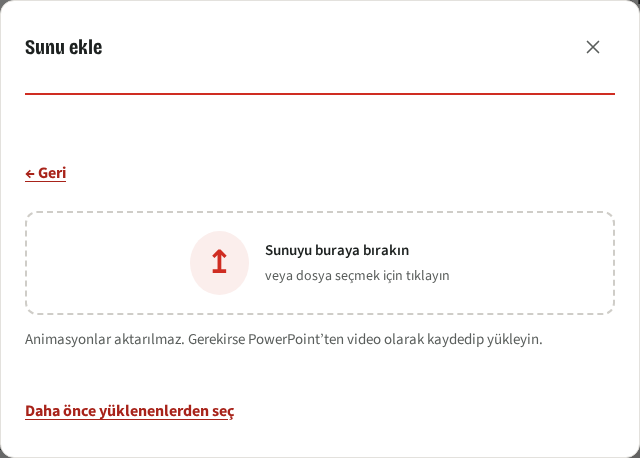 Sunu ekle
← Geri
Sunuyu buraya bırakın
veya dosya seçmek için tıklayın
Animasyonlar aktarılmaz. Gerekirse PowerPoint’ten video olarak kaydedip yükleyin.
Daha önce yüklenenlerden seç